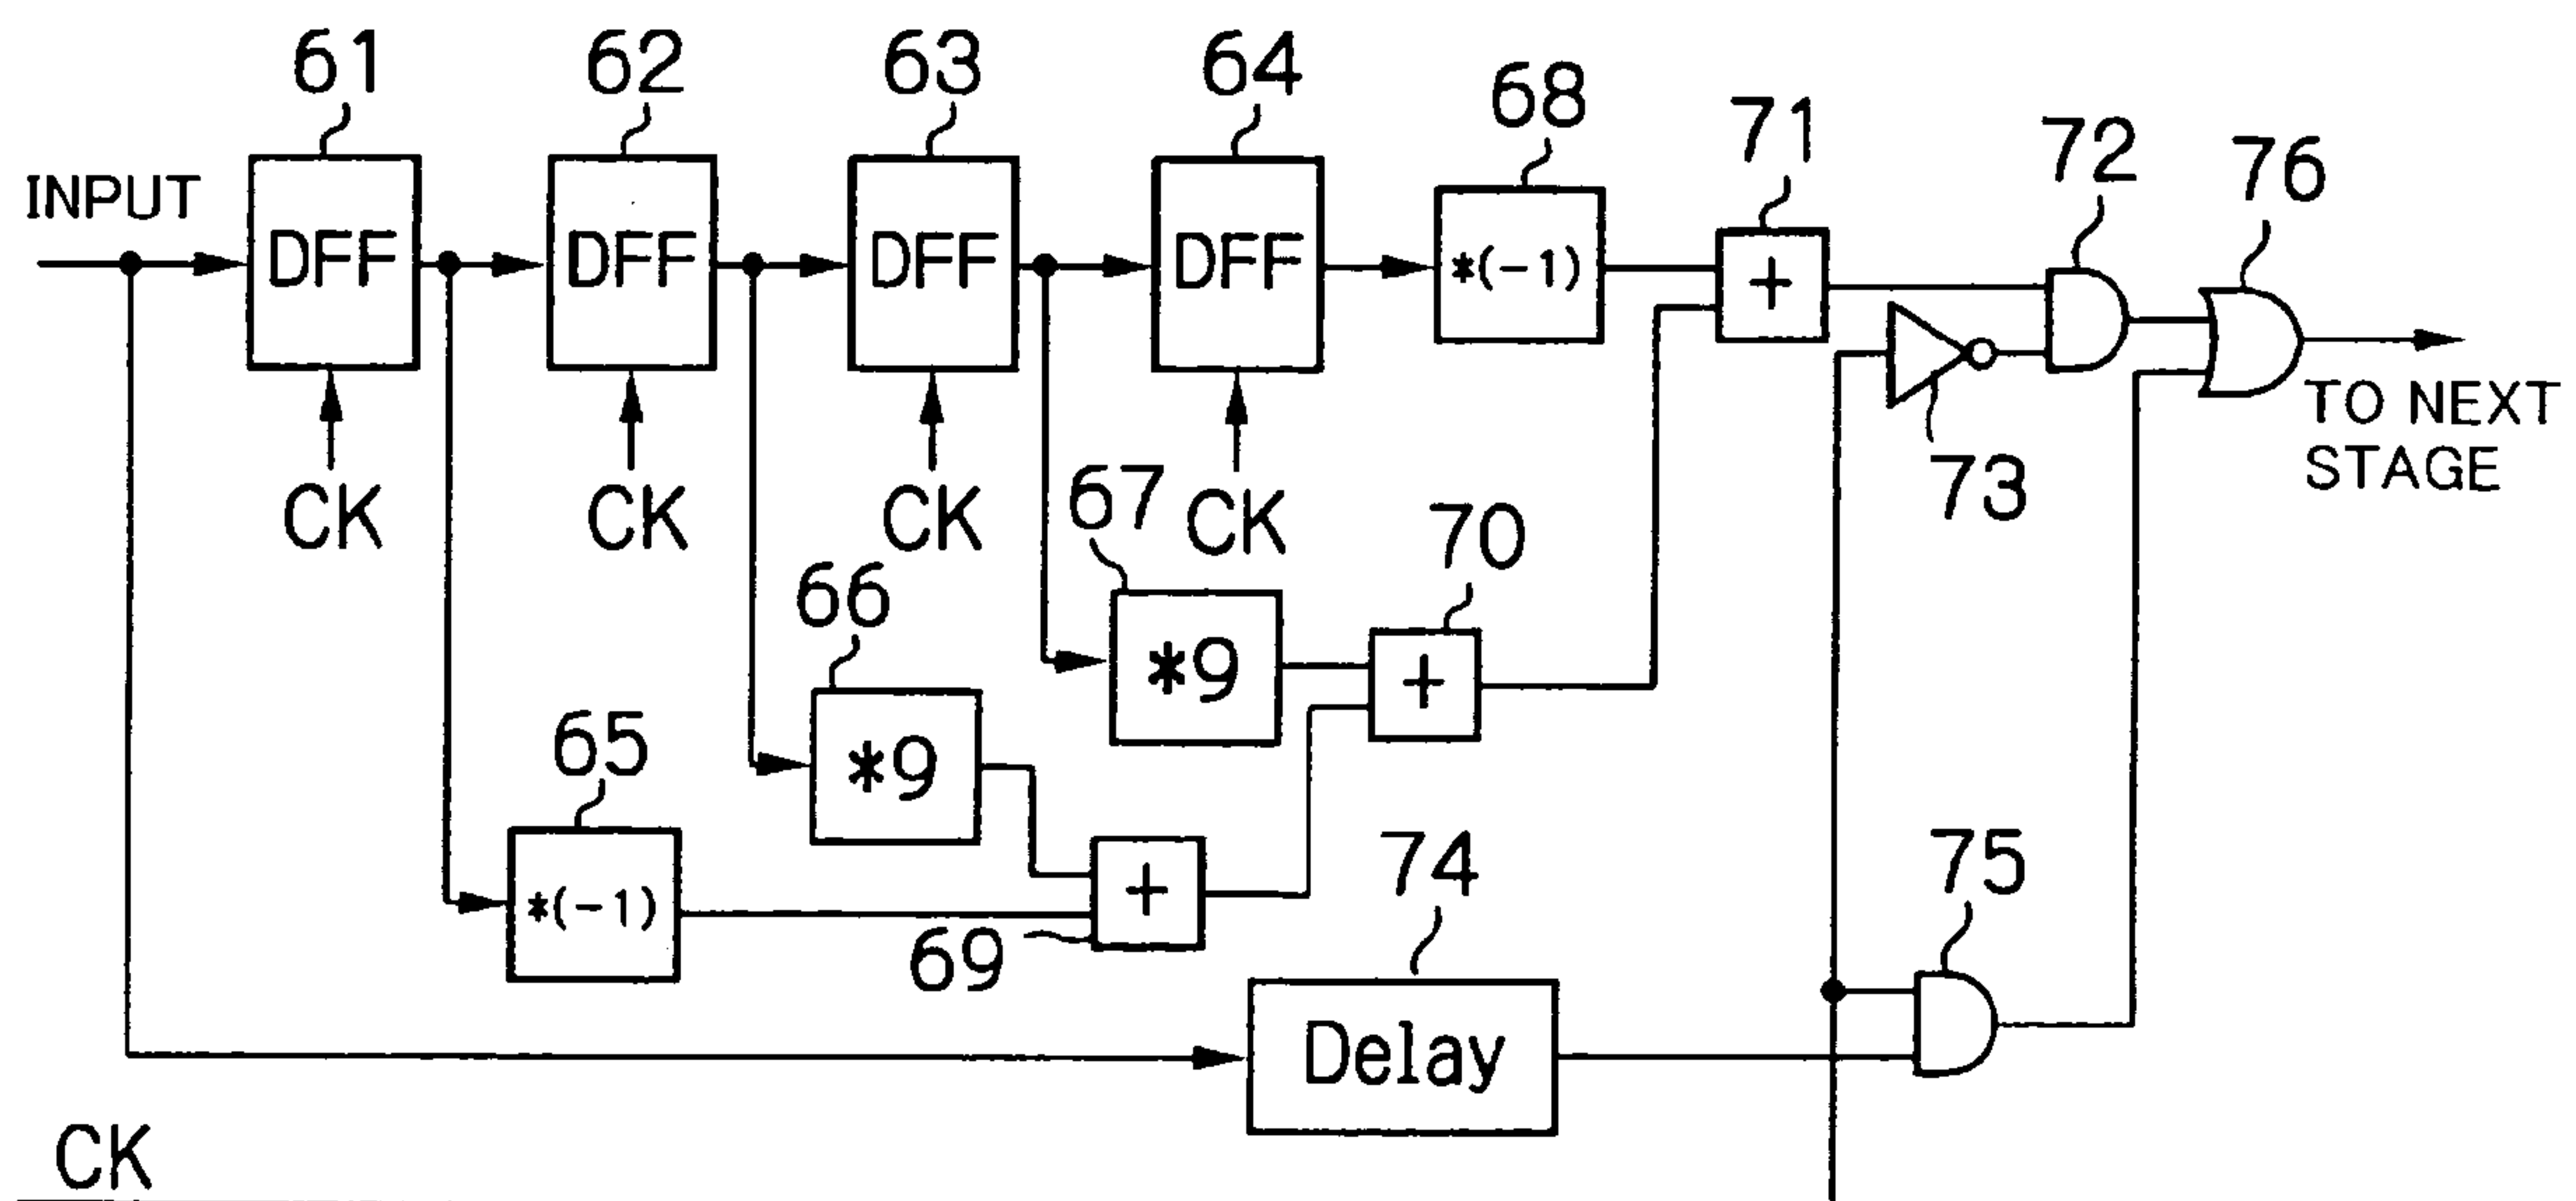 61
62
63
64
68
71
72
76
INPUT
DFF
DFF
DFF
DFF
*(-1)
+
TO NEXT
STAGE
73
CK
CK
CK
CK
67
70
66
*9
+
65
*9
74
75
*(-1)
+
69
Delay
CK